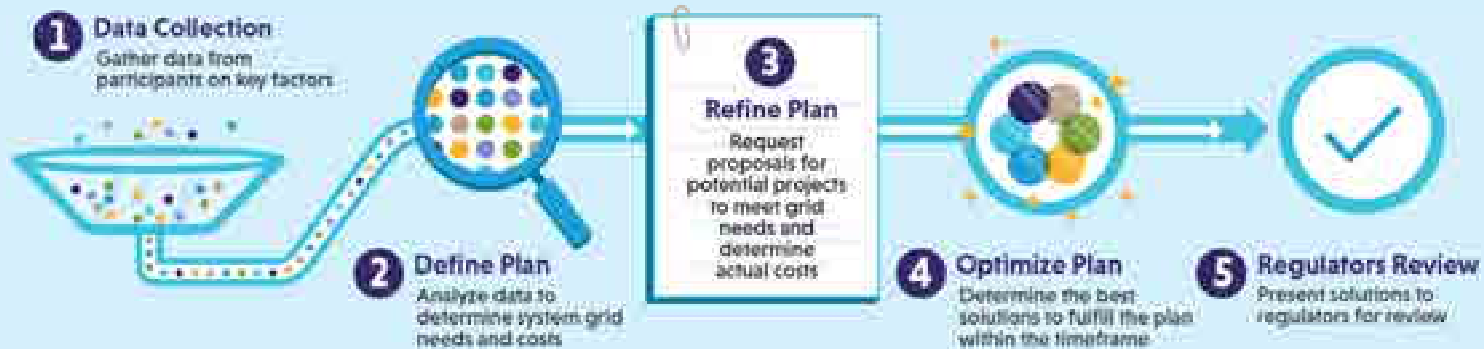 1
Data Collection
Gather data from
participants on key factors
2
Define Plan
Analyze data to
determine system grid
needs and costs
3
Refine Plan
Request
proposals for
potential projects
to meet grid
needs and
determine
actual costs
4
Optimize Plan
Determine the best
solutions to fulfill the plan
within the timeframe
5
Regulators Review
Present solutions to
regulators for review